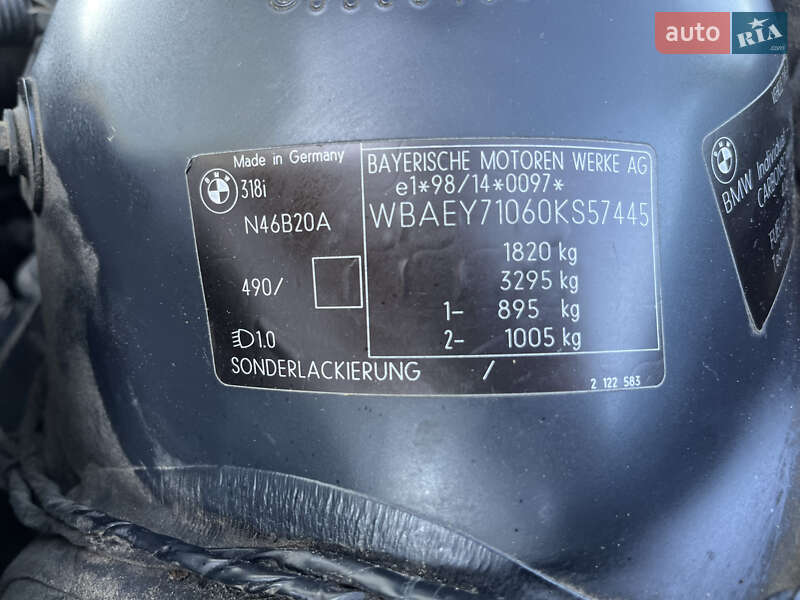 auto RIA
Made in Germany
318i
N46B20A
490/
1.0
SONDERLACKIERUNG /
BAYERISCHE MOTOREN WERKE AG
e1*98/14*0097*
WBAEY71060KS57445
1820 kg
3295 kg
1- 895 kg
2- 1005 kg
2 122 583
BMW Individual